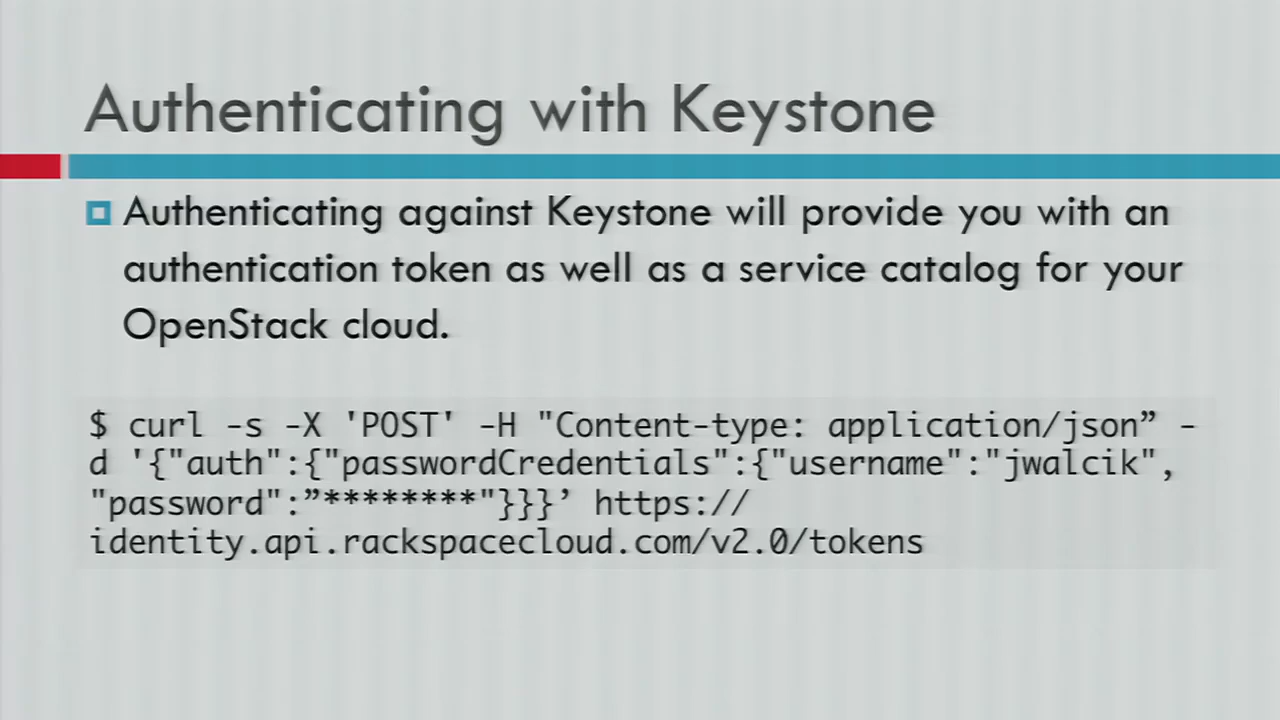 Authenticating with Keystone
Authenticating against Keystone will provide you with an
authentication token as well as a service catalog for your
OpenStack cloud.
$ curl -s -X 'POST' -H "Content-type: application/json” -
d '{"auth":{"passwordCredentials":{"username":"jwalcik",
"password":”********"}}}’ https://
identity.api.rackspacecloud.com/v2.0/tokens